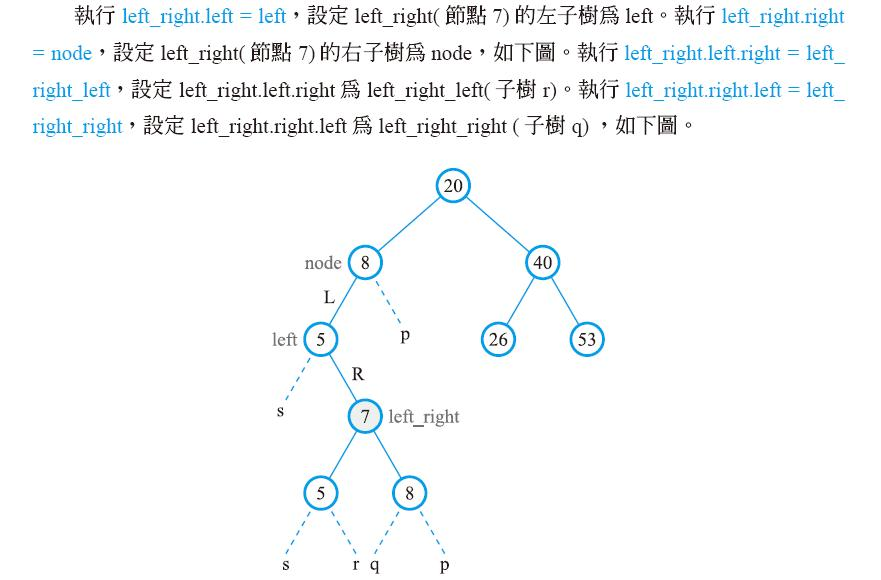 執行 left_right.left = left，設定 left_right( 節點 7) 的左子樹為 left。執行 left_right.right
= node，設定 left_right( 節點 7) 的右子樹為 node，如下圖。執行 left_right.left.right = left_
right_left，設定 left_right.left.right 為 left_right_left( 子樹 r)。執行 left_right.right.left = left_
right_right，設定 left_right.right.left 為 left_right_right ( 子樹 q) ，如下圖。
20
node 8 40
L
left 5 p 26 53
R
s 7 left_right
5 8
s r q p